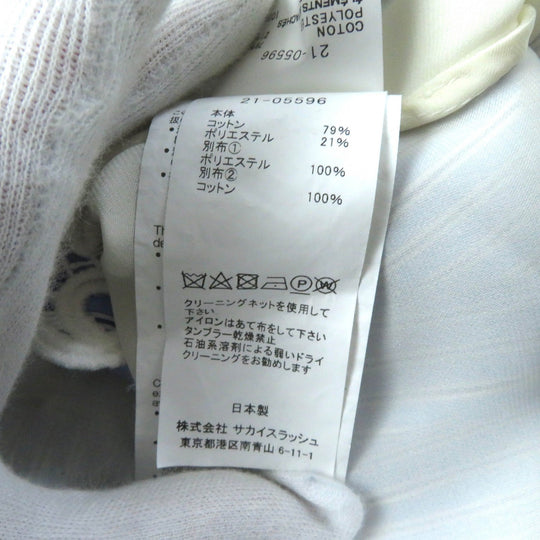 COTTON
POLYEST
21-05596
21-05596
本体
コットン 79%
ポリエステル 21%
別布①
ポリエステル 100%
別布②
コットン 100%
クリーニングネットを使用して
下さい
アイロンはあて布をして下さい
タンブラー乾燥禁止
石油系溶剤による弱いドライ
クリーニングをお勧めします
日本製
株式会社 サカイスラッシュ
東京都港区南青山 6-11-1